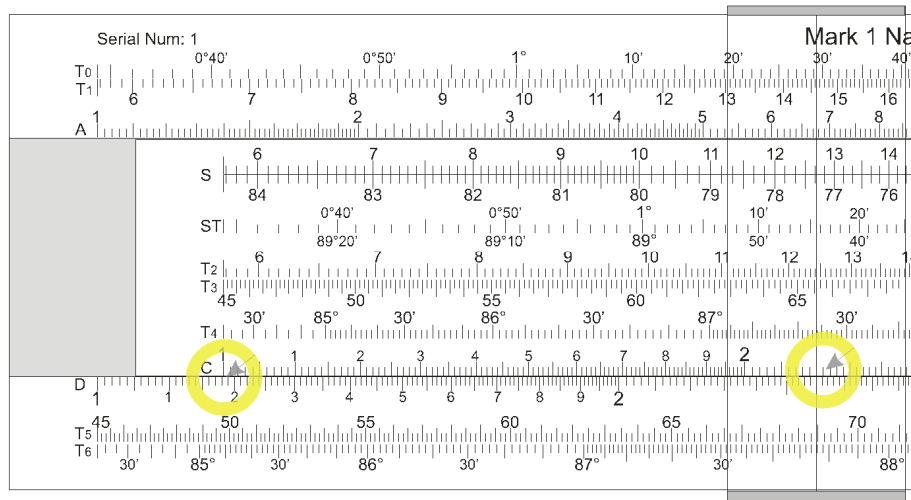 Serial Num: 1
Mark 1 Na
0°40' 0°50' 1° 10' 20' 30' 40'
T0
T1
6 7 8 9 10 11 12 13 14 15 16
A 1 2 3 4 5 6 7 8
6 7 8 9 10 11 12 13 14
S
84 83 82 81 80 79 78 77 76
0°40' 0°50' 1° 10' 20'
ST
89°20' 89°10' 89° 50' 40'
6 7 8 9 10 11 12 13
T2
T3
45 50 55 60 65
30' 85° 30' 86° 30' 87° 30'
T4
1 1 2 3 4 5 6 7 8 9 2
C
D
1 1 2 3 4 5 6 7 8 9 2
45 50 55 60 65 70
T5
T6
30' 85° 30' 86° 30' 87° 88°